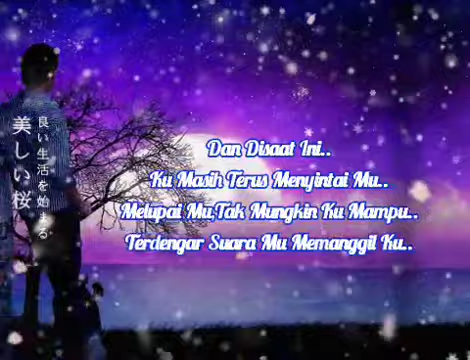 美しい桜
良い生活を始まる
Dan Disaat Ini..
Ku Masih Terus Menyintai Mu..
Melupai Mu,Tak Mungkin Ku Mampu..
Terdengar Suara Mu Memanggil Ku..